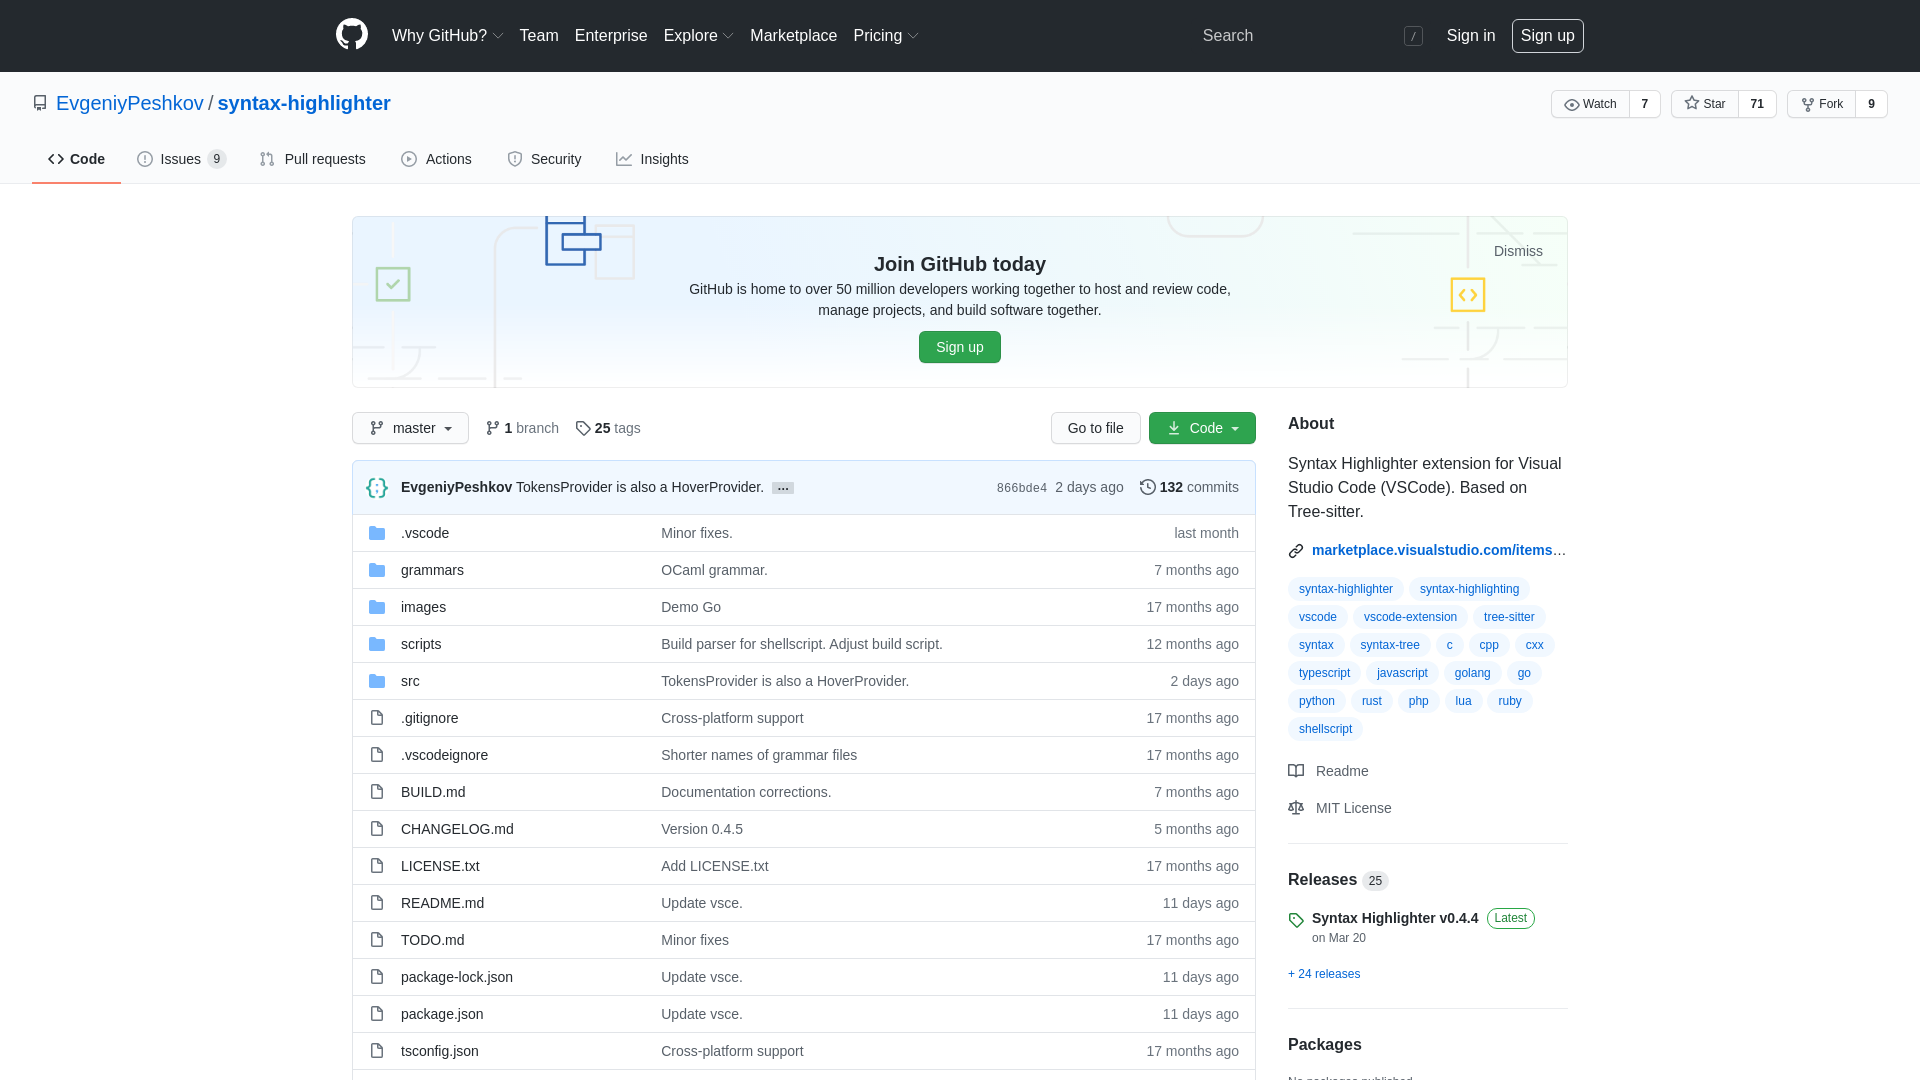 Why GitHub? Team Enterprise Explore Marketplace Pricing Search / Sign in Sign up
EvgeniyPeshkov / syntax-highlighter Watch 7 Star 71 Fork 9
Code Issues 9 Pull requests Actions Security Insights
Dismiss
Join GitHub today
GitHub is home to over 50 million developers working together to host and review code,
manage projects, and build software together.
Sign up
master 1 branch 25 tags Go to file Code
EvgeniyPeshkov TokensProvider is also a HoverProvider. … 866bde4 2 days ago 132 commits
.vscode Minor fixes. last month
grammars OCaml grammar. 7 months ago
images Demo Go 17 months ago
scripts Build parser for shellscript. Adjust build script. 12 months ago
src TokensProvider is also a HoverProvider. 2 days ago
.gitignore Cross-platform support 17 months ago
.vscodeignore Shorter names of grammar files 17 months ago
BUILD.md Documentation corrections. 7 months ago
CHANGELOG.md Version 0.4.5 5 months ago
LICENSE.txt Add LICENSE.txt 17 months ago
README.md Update vsce. 11 days ago
TODO.md Minor fixes 17 months ago
package-lock.json Update vsce. 11 days ago
package.json Update vsce. 11 days ago
tsconfig.json Cross-platform support 17 months ago
About
Syntax Highlighter extension for Visual
Studio Code (VSCode). Based on
Tree-sitter.
marketplace.visualstudio.com/items…
syntax-highlighter syntax-highlighting
vscode vscode-extension tree-sitter
syntax syntax-tree c cpp cxx
typescript javascript golang go
python rust php lua ruby
shellscript
Readme
MIT License
Releases 25
Syntax Highlighter v0.4.4 Latest
on Mar 20
+ 24 releases
Packages
No packages published